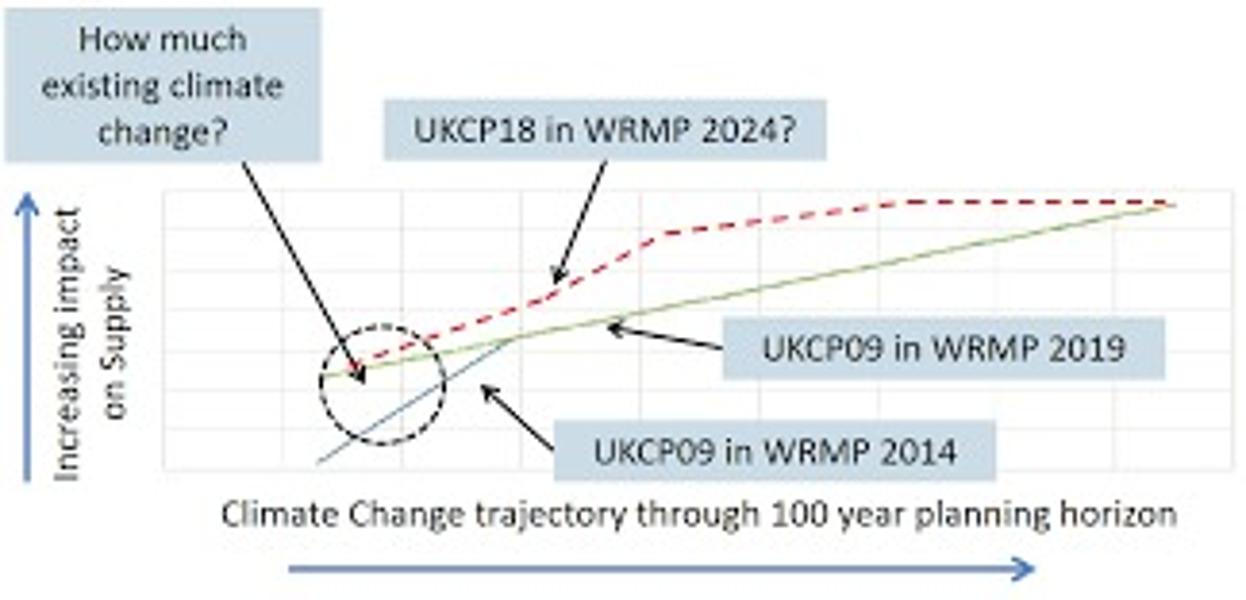 How much
existing climate
change?
UKCP18 in WRMP 2024?
Increasing impact
on Supply
UKCP09 in WRMP 2019
UKCP09 in WRMP 2014
Climate Change trajectory through 100 year planning horizon